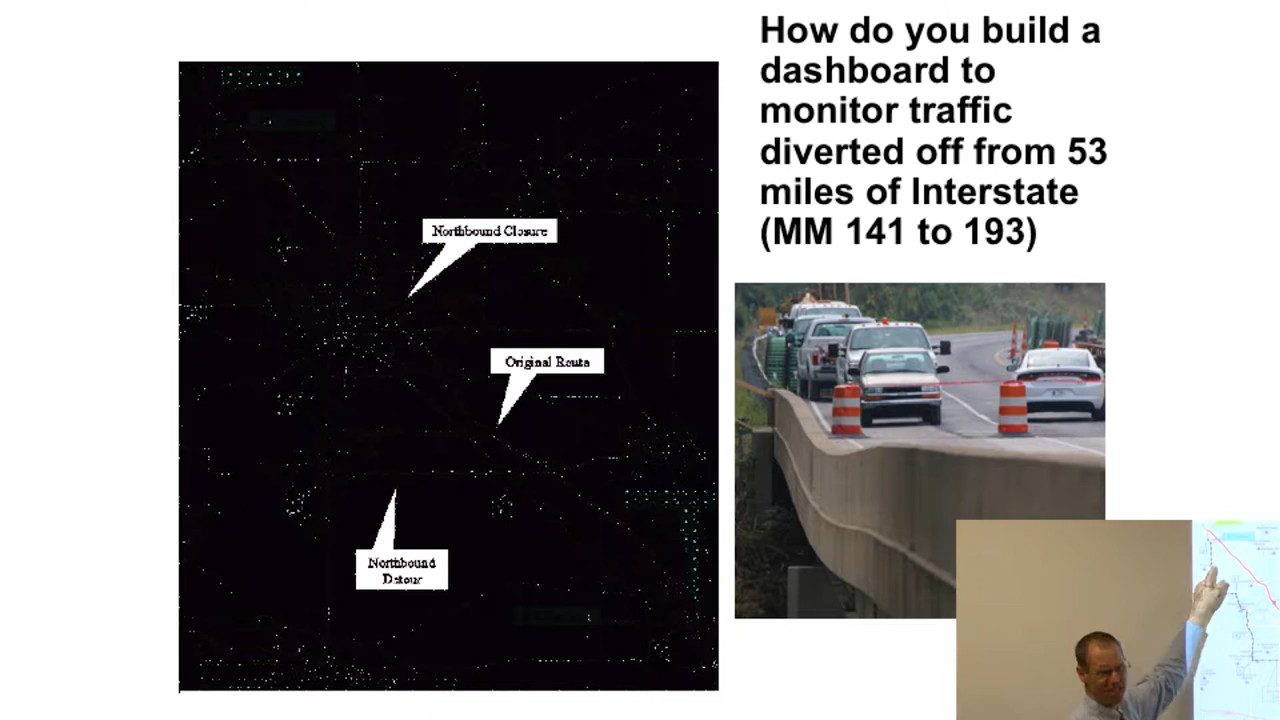 How do you build a
dashboard to
monitor traffic
diverted off from 53
miles of Interstate
(MM 141 to 193)
Northbound Closure
Original Route
Northbound
Detour